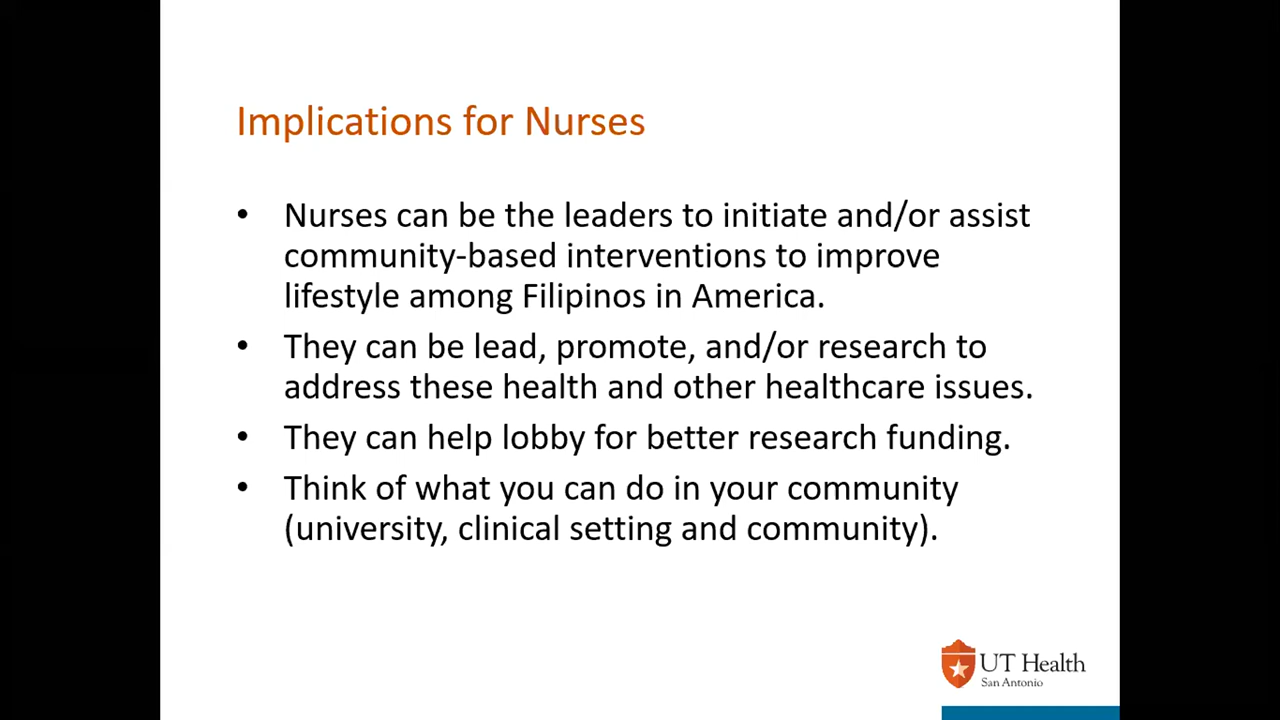 Implications for Nurses
• Nurses can be the leaders to initiate and/or assist
community-based interventions to improve
lifestyle among Filipinos in America.
• They can be lead, promote, and/or research to
address these health and other healthcare issues.
• They can help lobby for better research funding.
• Think of what you can do in your community
(university, clinical setting and community).
UT Health
San Antonio